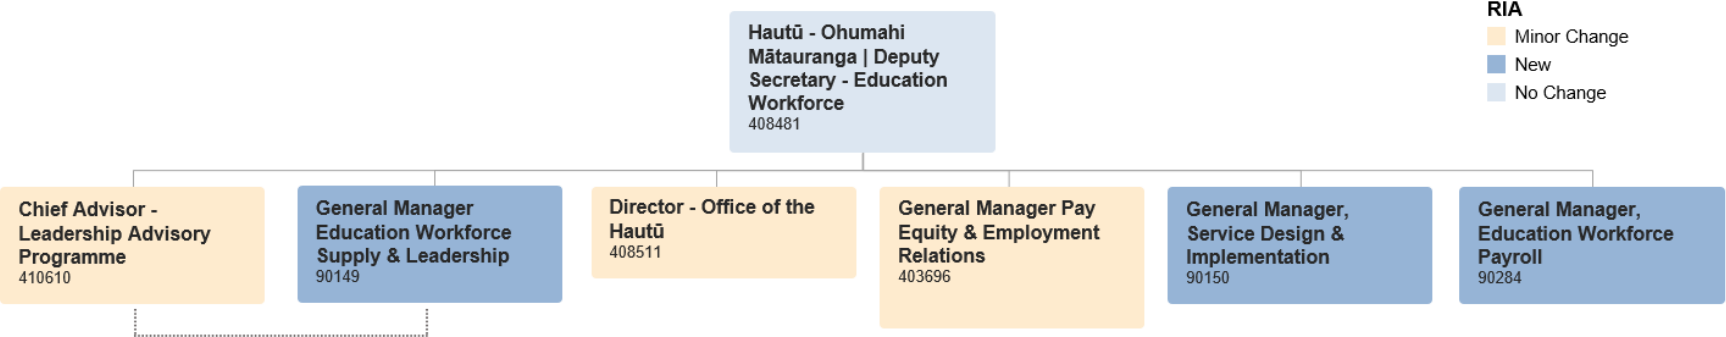 RIA
Minor Change
New
No Change
Hautū - Ohumahi
Mātauranga | Deputy
Secretary - Education
Workforce
408481
Chief Advisor -
Leadership Advisory
Programme
410610
General Manager
Education Workforce
Supply & Leadership
90149
Director - Office of the
Hautū
408511
General Manager Pay
Equity & Employment
Relations
403696
General Manager,
Service Design &
Implementation
90150
General Manager,
Education Workforce
Payroll
90284